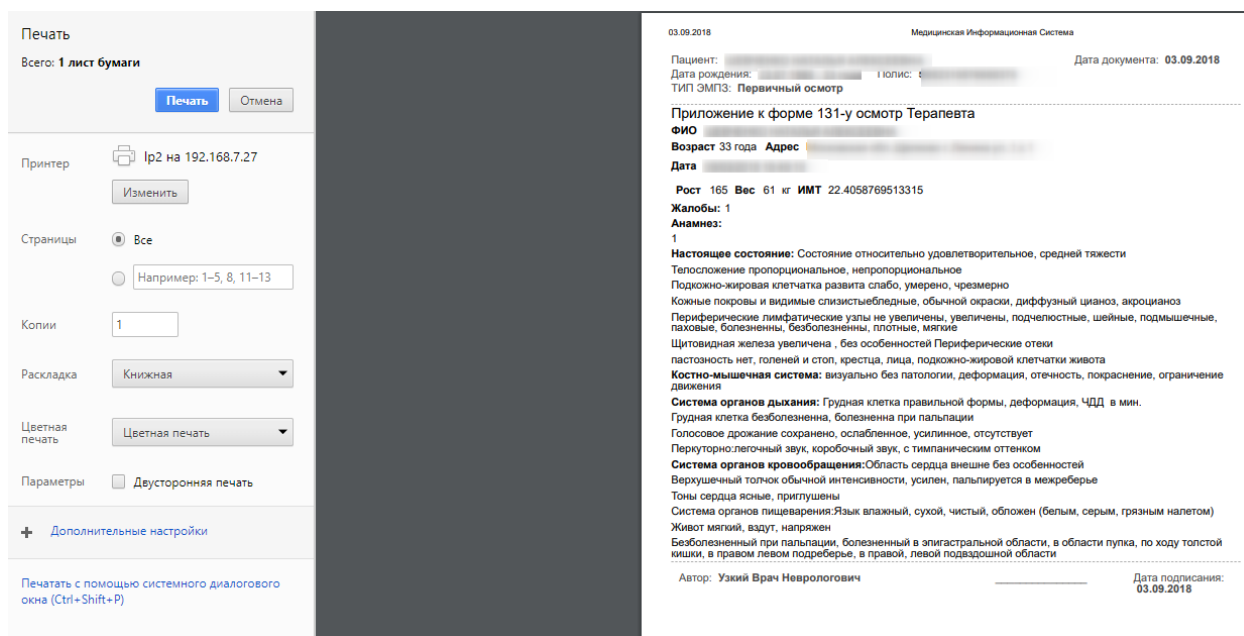 Печать
Всего: 1 лист бумаги
Печать
Отмена
Принтер
lp2 на 192.168.7.27
Изменить
Страницы
Все
Например: 1–5, 8, 11–13
Копии
1
Раскладка
Книжная
Цветная
печать
Цветная печать
Параметры
Двусторонняя печать
Дополнительные настройки
Печатать с помощью системного диалогового
окна (Ctrl+Shift+P)
03.09.2018 Медицинская Информационная Система
Пациент: Дата документа: 03.09.2018
Дата рождения: Полис:
ТИП ЭМПЗ: Первичный осмотр
Приложение к форме 131-у осмотр Терапевта
ФИО
Возраст 33 года Адрес
Дата
Рост 165 Вес 61 кг ИМТ 22.4058769513315
Жалобы: 1
Анамнез:
1
Настоящее состояние: Состояние относительно удовлетворительное, средней тяжести
Телосложение пропорциональное, непропорциональное
Подкожно-жировая клетчатка развита слабо, умерено, чрезмерно
Кожные покровы и видимые слизистыебледные, обычной окраски, диффузный цианоз, акроцианоз
Периферические лимфатические узлы не увеличены, увеличены, подчелюстные, шейные, подмышечные,
паховые, болезненны, безболезненны, плотные, мягкие
Щитовидная железа увеличена , без особенностей Периферические отеки
пастозность нет, голеней и стоп, крестца, лица, подкожно-жировой клетчатки живота
Костно-мышечная система: визуально без патологии, деформация, отечность, покраснение, ограничение
движения
Система органов дыхания: Грудная клетка правильной формы, деформация, ЧДД в мин.
Грудная клетка безболезненна, болезненна при пальпации
Голосовое дрожание сохранено, ослабленное, усилинное, отсутствует
Перкуторно:легочный звук, коробочный звук, с тимпаническим оттенком
Система органов кровообращения:Область сердца внешне без особенностей
Верхушечный толчок обычной интенсивности, усилен, пальпируется в межреберье
Тоны сердца ясные, приглушены
Система органов пищеварения:Язык влажный, сухой, чистый, обложен (белым, серым, грязным налетом)
Живот мягкий, вздут, напряжен
Безболезненный при пальпации, болезненный в эпигастральной области, в области пупка, по ходу толстой
кишки, в правом левом подреберье, в правой, левой подвздошной области
Автор: Узкий Врач Неврологович Дата подписания:
03.09.2018